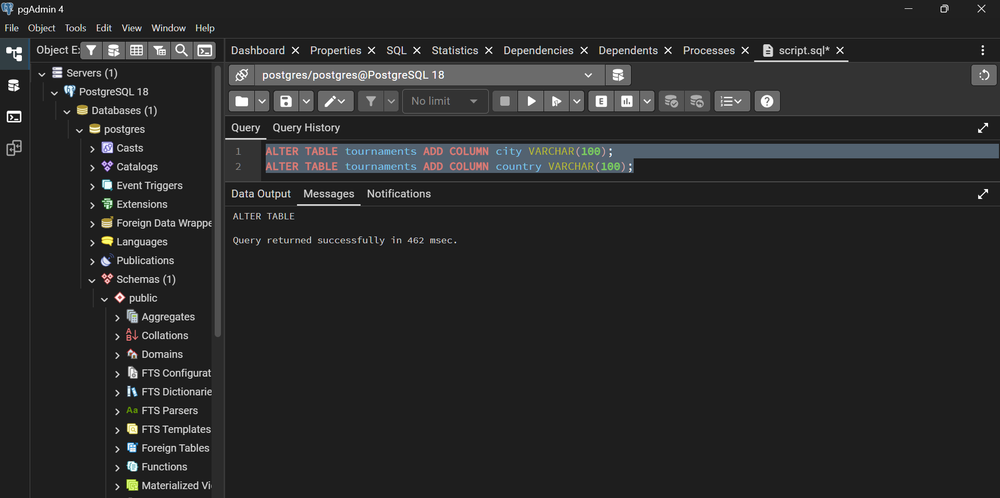 pgAdmin 4
File Object Tools Edit View Window Help
Object Ex
Dashboard Properties SQL Statistics Dependencies Dependents Processes script.sql*
Servers (1)
PostgreSQL 18
Databases (1)
postgres
Casts
Catalogs
Event Triggers
Extensions
Foreign Data Wrappe
Languages
Publications
Schemas (1)
public
Aggregates
Collations
Domains
FTS Configurat
FTS Dictionarie
Aa FTS Parsers
FTS Templates
Foreign Tables
Functions
Materialized Vi
postgres/postgres@PostgreSQL 18
No limit
E
Query Query History
1 ALTER TABLE tournaments ADD COLUMN city VARCHAR(100);
2 ALTER TABLE tournaments ADD COLUMN country VARCHAR(100);
Data Output Messages Notifications
ALTER TABLE
Query returned successfully in 462 msec.